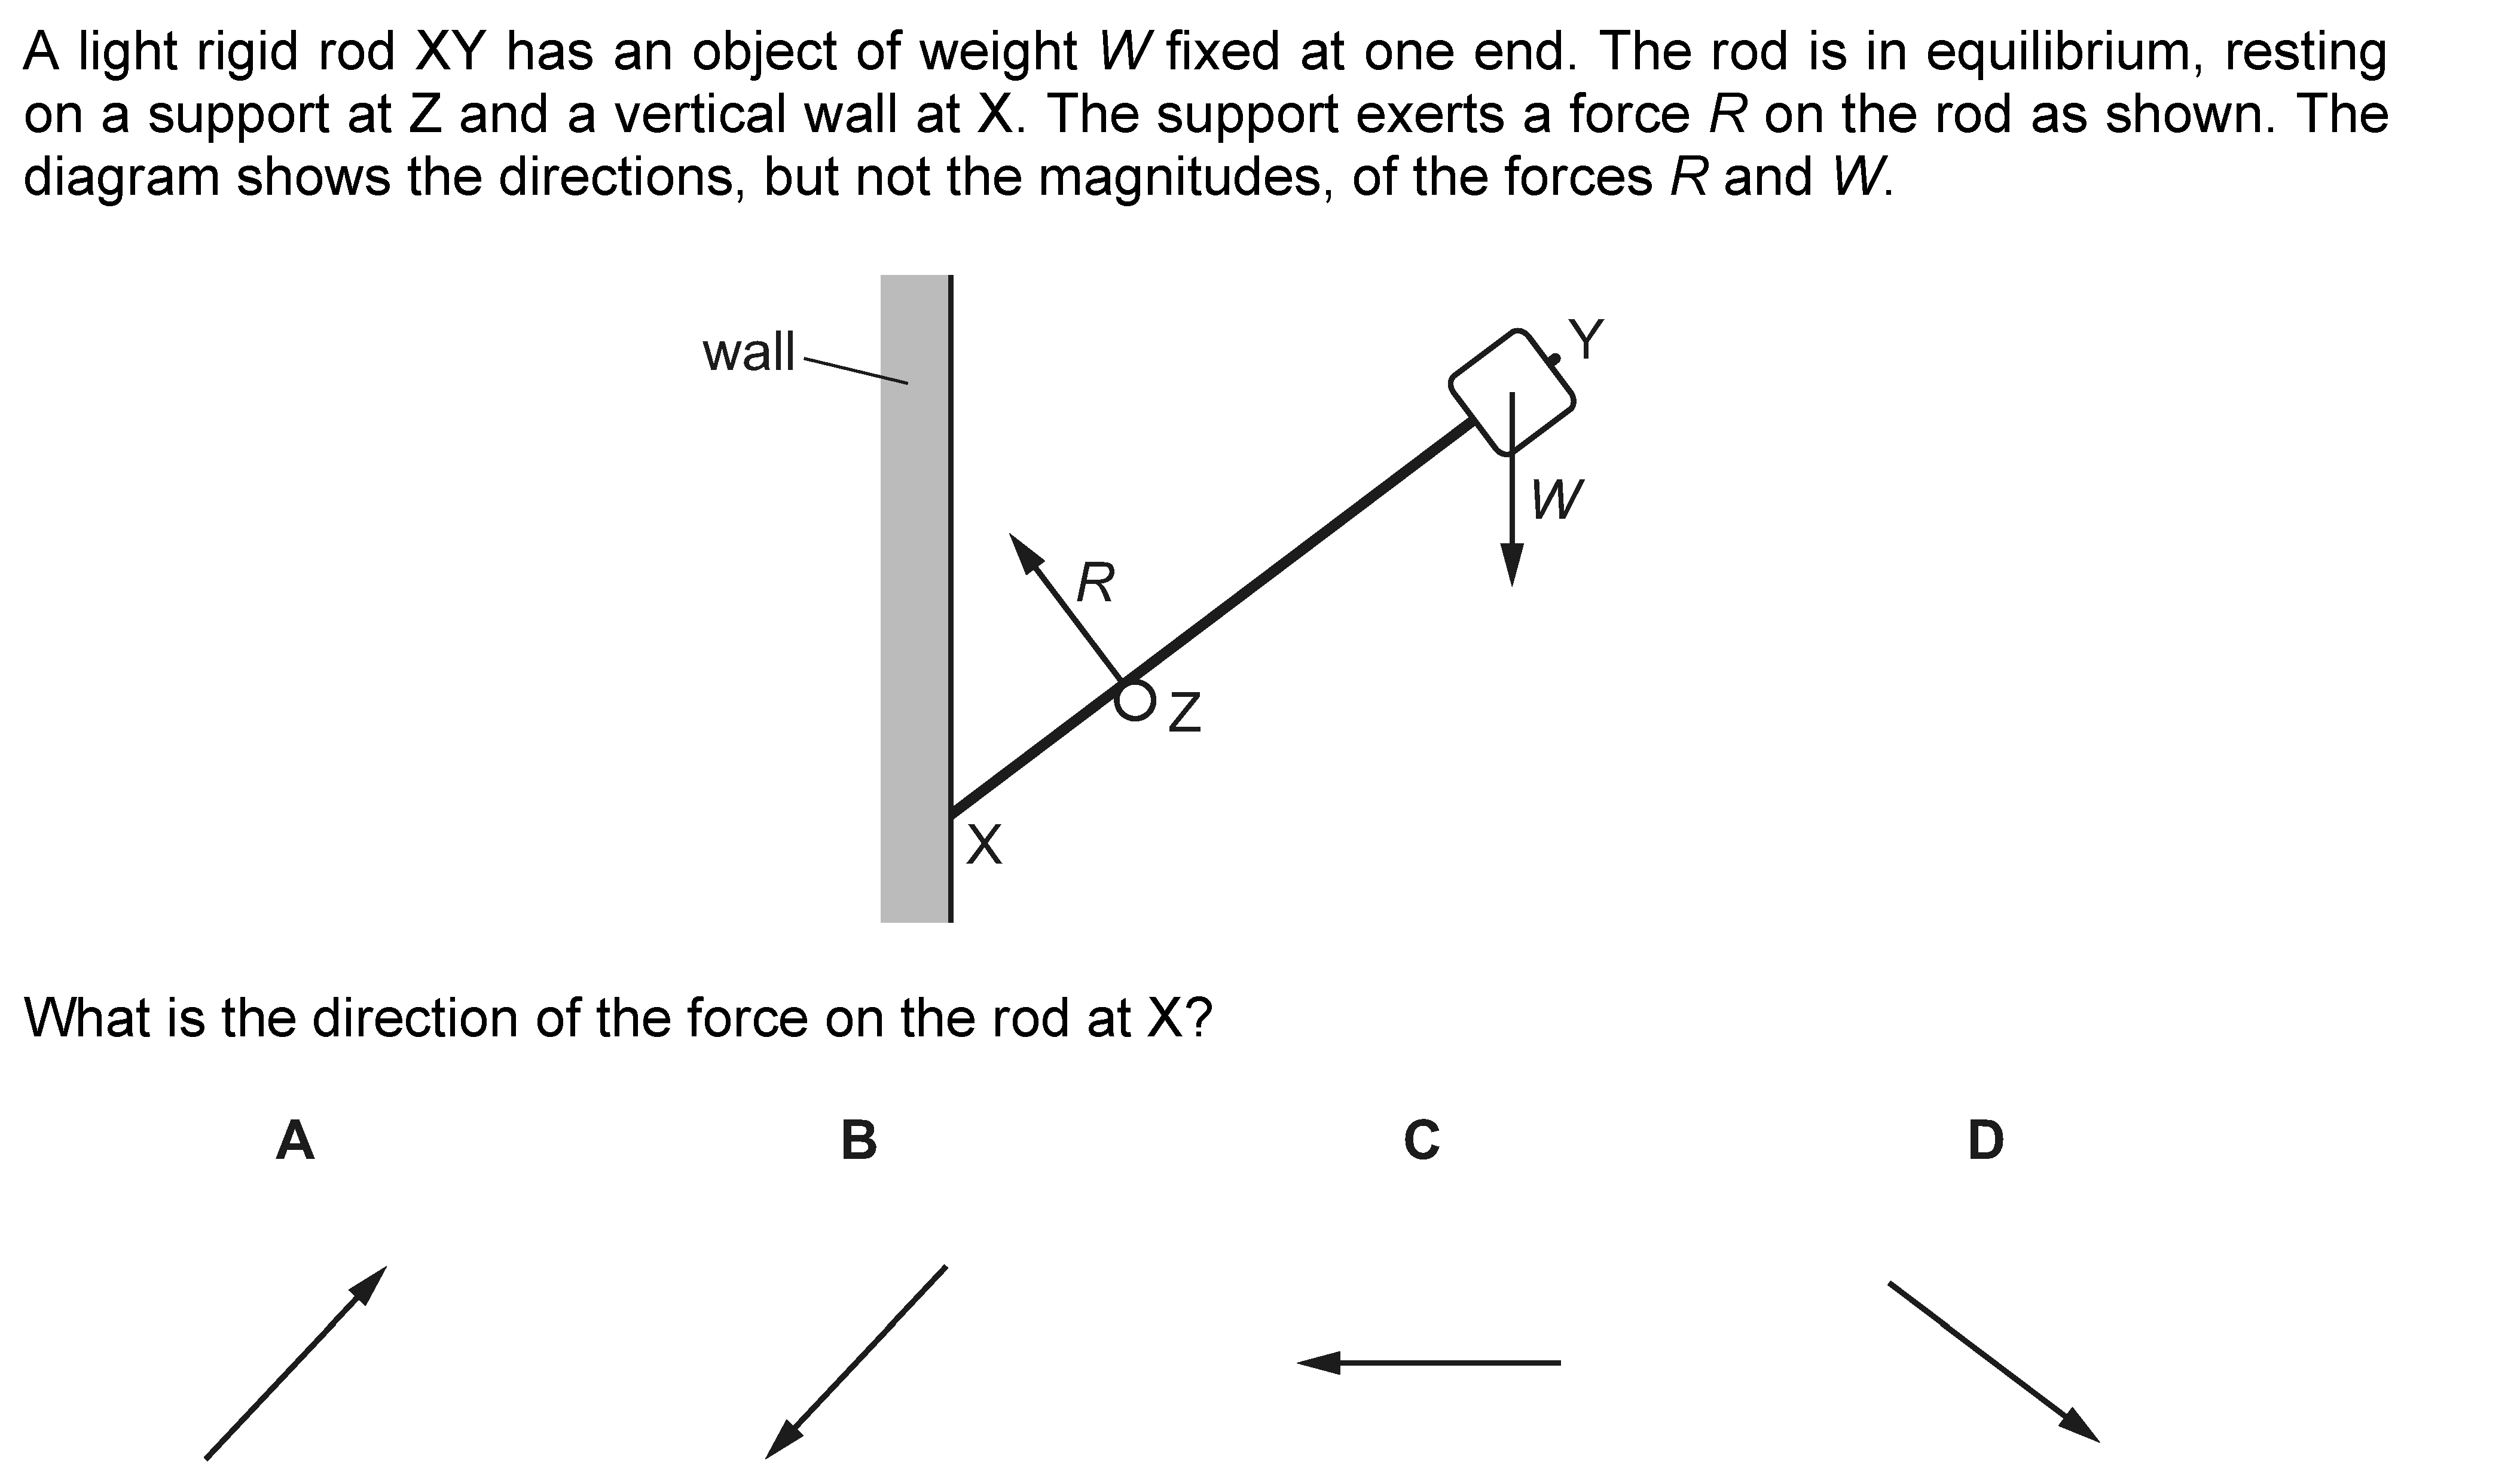 A light rigid rod XY has an object of weight W fixed at one end. The rod is in equilibrium, resting
on a support at Z and a vertical wall at X. The support exerts a force R on the rod as shown. The
diagram shows the directions, but not the magnitudes, of the forces R and W.
wall
Y
W
R
Z
X
What is the direction of the force on the rod at X?
A B C D